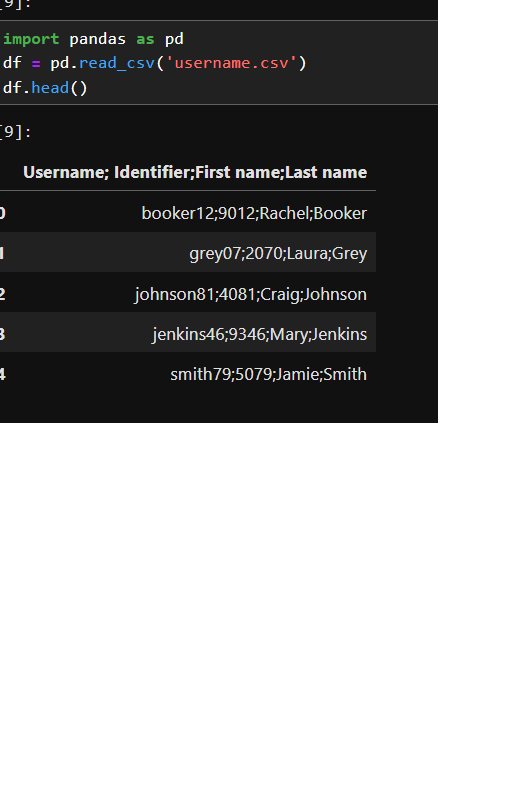 [9]:
import pandas as pd
df = pd.read_csv('username.csv')
df.head()
[9]:
Username; Identifier;First name;Last name
0 booker12;9012;Rachel;Booker
1 grey07;2070;Laura;Grey
2 johnson81;4081;Craig;Johnson
3 jenkins46;9346;Mary;Jenkins
4 smith79;5079;Jamie;Smith